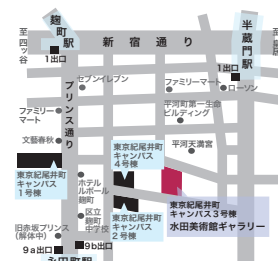 麹
町
駅
至
四
ッ
谷
1出口
新宿通り
半
蔵
門
駅
至
1出口
ローソン
セブンイレブン
ファミリーマート
プリンス通り
平河町第一生命
ビルディング
ファミリー
マート
文藝春秋
平河天満宮
東京紀尾井町
キャンパス
4号棟
東京紀尾井町
キャンパス
1号棟
ホテル
ルポール
麹町
区立
麹町
中学校
東京紀尾井町
キャンパス
2号棟
東京紀尾井町
キャンパス3号棟
水田美術館ギャラリー
旧赤坂プリンス
(解体中)
9a出口
9b出口
永田町駅